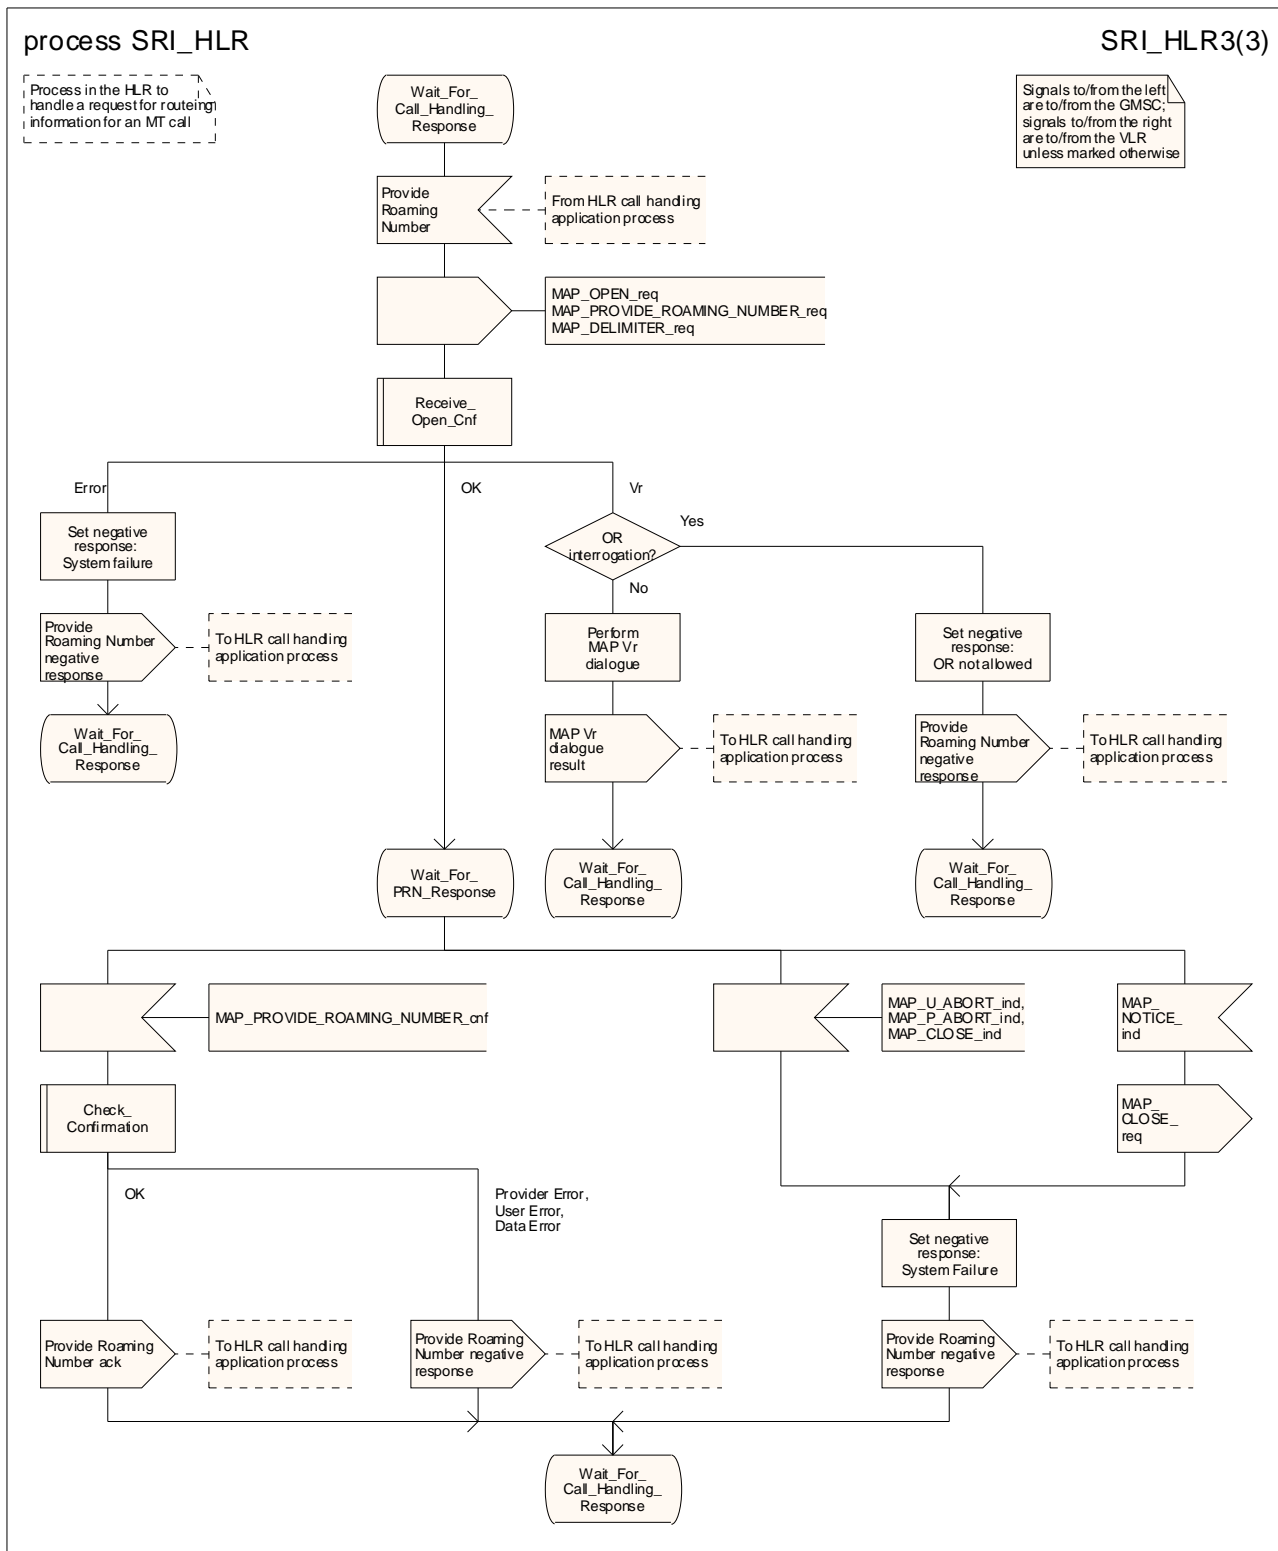 process SRI_HLR
SRI_HLR3(3)
Process in the HLR to
handle a request for routeing
information for an MT call
Wait_For_
Call_Handling_
Response
Signals to/from the left
are to/from the GMSC;
signals to/from the right
are to/from the VLR
unless marked otherwise
Provide
Roaming
Number
From HLR call handling
application process
MAP_OPEN_req
MAP_PROVIDE_ROAMING_NUMBER_req
MAP_DELIMITER_req
Receive_
Open_Cnf
Error
OK
Vr
Set negative
response:
System failure
OR
interrogation?
Yes
No
Provide
Roaming Number
negative
response
To HLR call handling
application process
Perform
MAP Vr
dialogue
Set negative
response:
OR not allowed
Wait_For_
Call_Handling_
Response
MAP Vr
dialogue
result
To HLR call handling
application process
Provide
Roaming Number
negative
response
To HLR call handling
application process
Wait_For_
PRN_Response
Wait_For_
Call_Handling_
Response
Wait_For_
Call_Handling_
Response
MAP_PROVIDE_ROAMING_NUMBER_cnf
MAP_U_ABORT_ind,
MAP_P_ABORT_ind,
MAP_CLOSE_ind
MAP_
NOTICE_
ind
Check_
Confirmation
MAP_
CLOSE_
req
OK
Provider Error,
User Error,
Data Error
Set negative
response:
System Failure
Provide Roaming
Number ack
To HLR call handling
application process
Provide Roaming
Number negative
response
To HLR call handling
application process
Provide Roaming
Number negative
response
To HLR call handling
application process
Wait_For_
Call_Handling_
Response